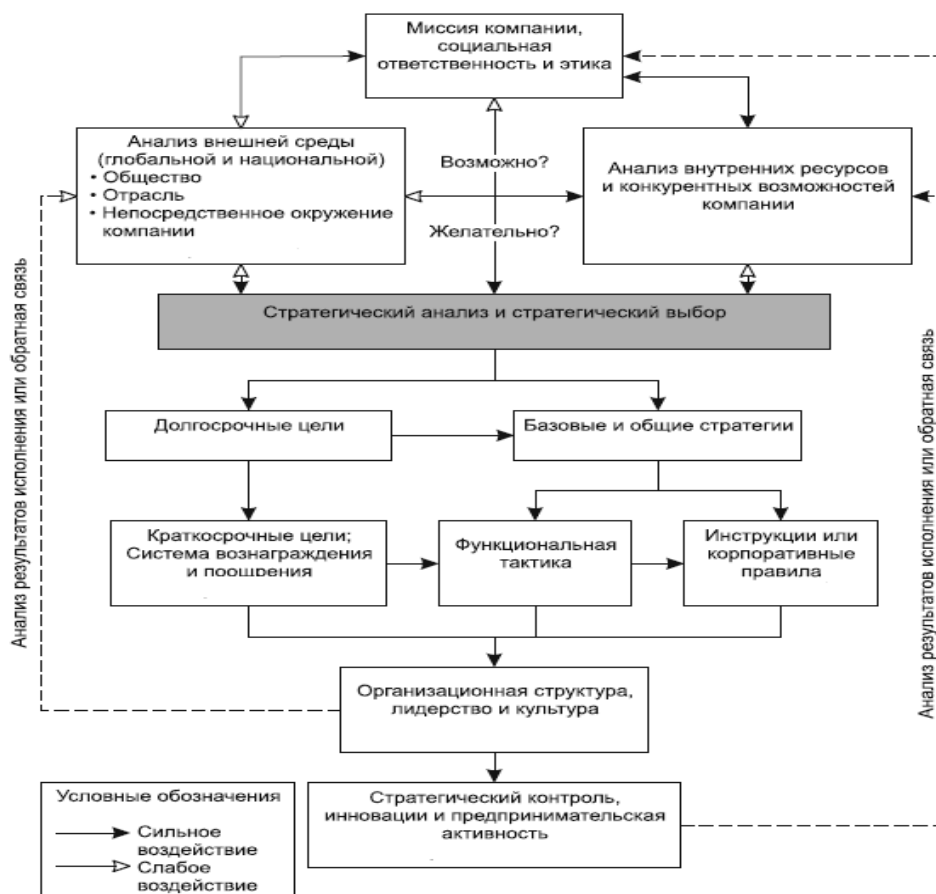 Миссия компании,
социальная
ответственность и этика
Анализ внешней среды
(глобальной и национальной)
• Общество
• Отрасль
• Непосредственное окружение
компании
Возможно?
Желательно?
Анализ внутренних ресурсов
и конкурентных возможностей
компании
Стратегический анализ и стратегический выбор
Долгосрочные цели
Базовые и общие стратегии
Краткосрочные цели;
Система вознаграждения
и поощрения
Функциональная
тактика
Инструкции или
корпоративные
правила
Организационная структура,
лидерство и культура
Стратегический контроль,
инновации и предпринимательская
активность
Анализ результатов исполнения или обратная связь
Анализ результатов исполнения или обратная связь
Условные обозначения
Сильное
воздействие
Слабое
воздействие